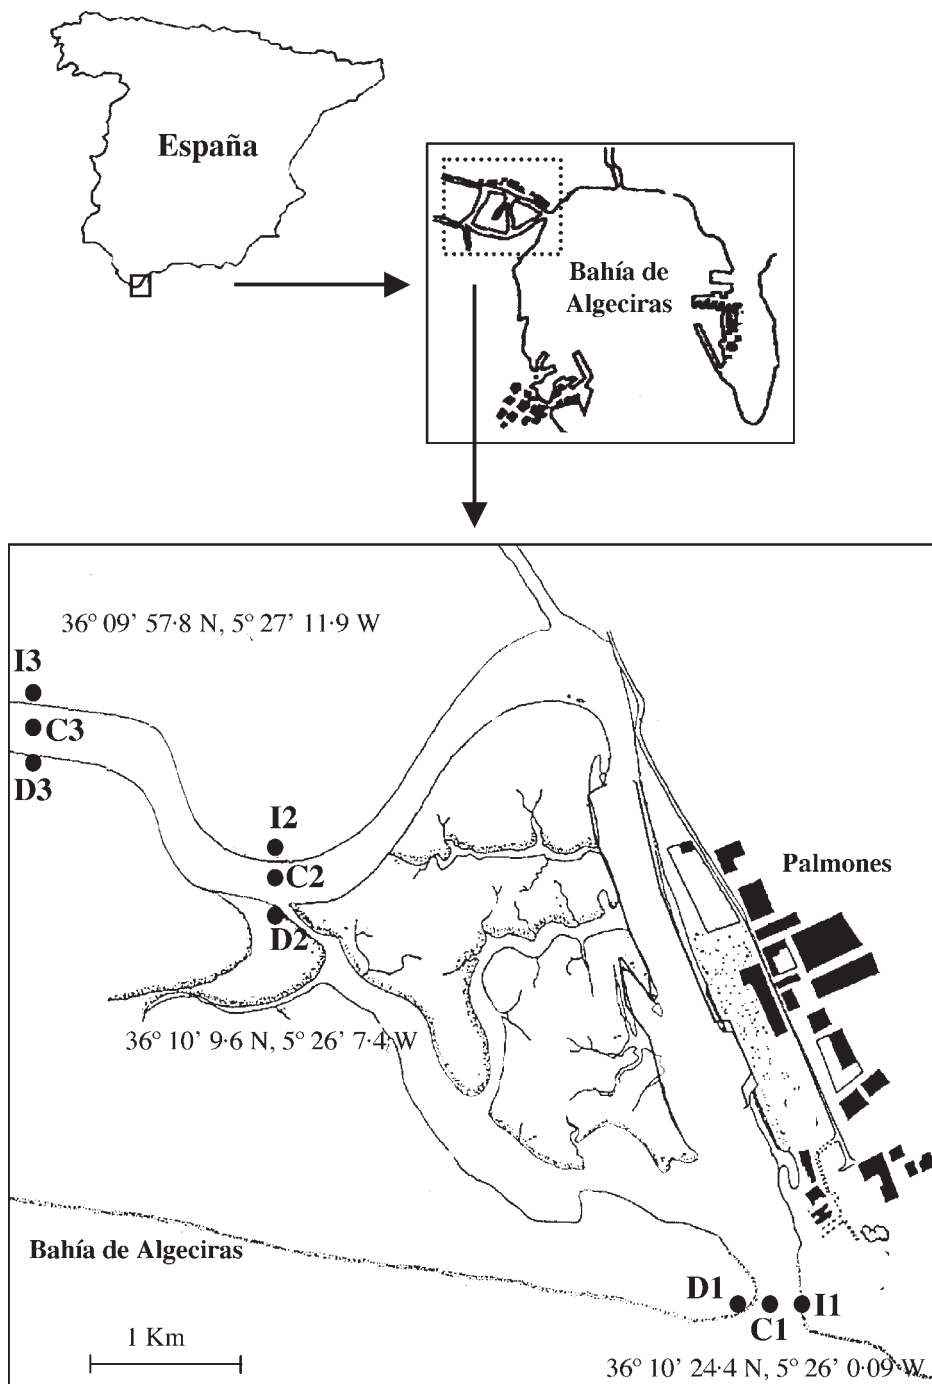 España
Bahía de
Algeciras
36° 09’ 57·8 N, 5° 27’ 11·9 W
I3
C3
D3
I2
C2
D2
Palmones
36° 10’ 9·6 N, 5° 26’ 7·4 W
Bahía de Algeciras
D1
I1
C1
1 Km
36° 10’ 24·4 N, 5° 26’ 0·09 W